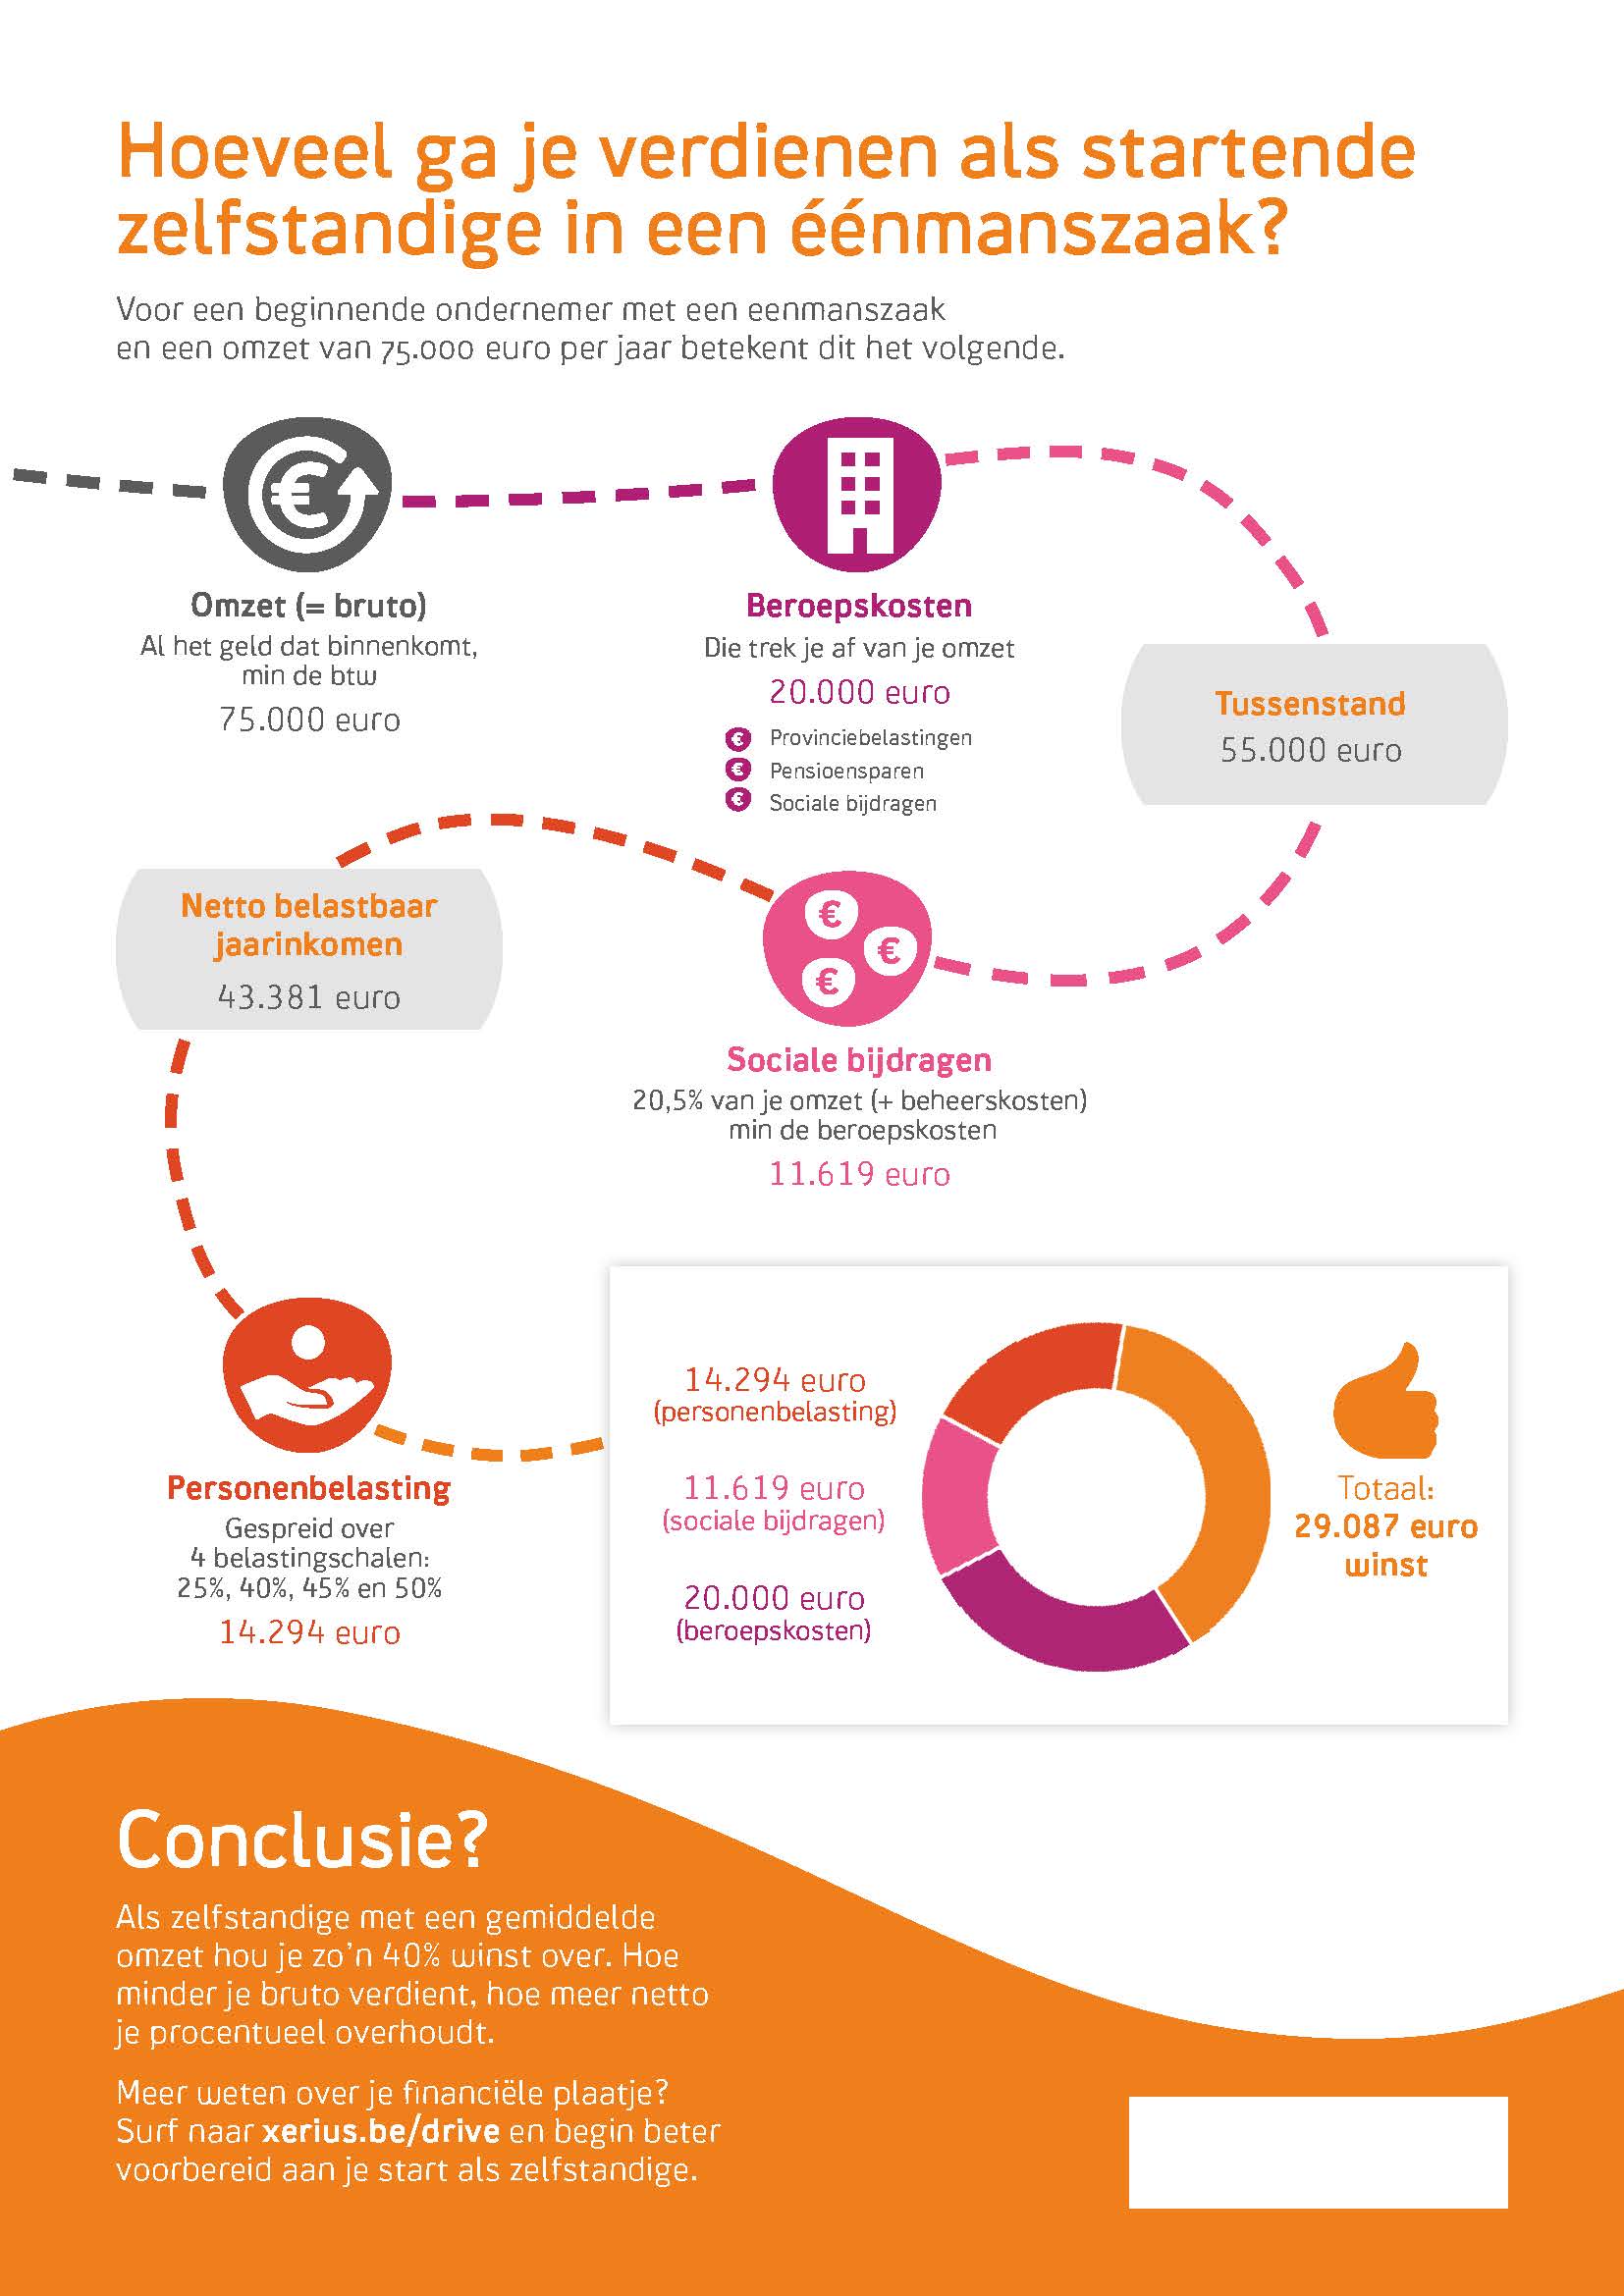 Hoeveel ga je verdienen als startende
zelfstandige in een éénmanszaak?
Voor een beginnende ondernemer met een eenmanszaak
en een omzet van 75.000 euro per jaar betekent dit het volgende.
Omzet (= bruto)
Al het geld dat binnenkomt,
min de btw
75.000 euro
Beroepskosten
Die trek je af van je omzet
20.000 euro
€ Provinciebelastingen
€ Pensioensparen
€ Sociale bijdragen
Tussenstand
55.000 euro
Sociale bijdragen
20,5% van je omzet (+ beheerskosten)
min de beroepskosten
11.619 euro
Netto belastbaar
jaarinkomen
43.381 euro
Personenbelasting
Gespreid over
4 belastingschalen:
25%, 40%, 45% en 50%
14.294 euro
14.294 euro
(personenbelasting)
11.619 euro
(sociale bijdragen)
20.000 euro
(beroepskosten)
Totaal:
29.087 euro
winst
Conclusie?
Als zelfstandige met een gemiddelde
omzet hou je zo’n 40% winst over. Hoe
minder je bruto verdient, hoe meer netto
je procentueel overhoudt.
Meer weten over je financiële plaatje?
Surf naar xerius.be/drive en begin beter
voorbereid aan je start als zelfstandige.